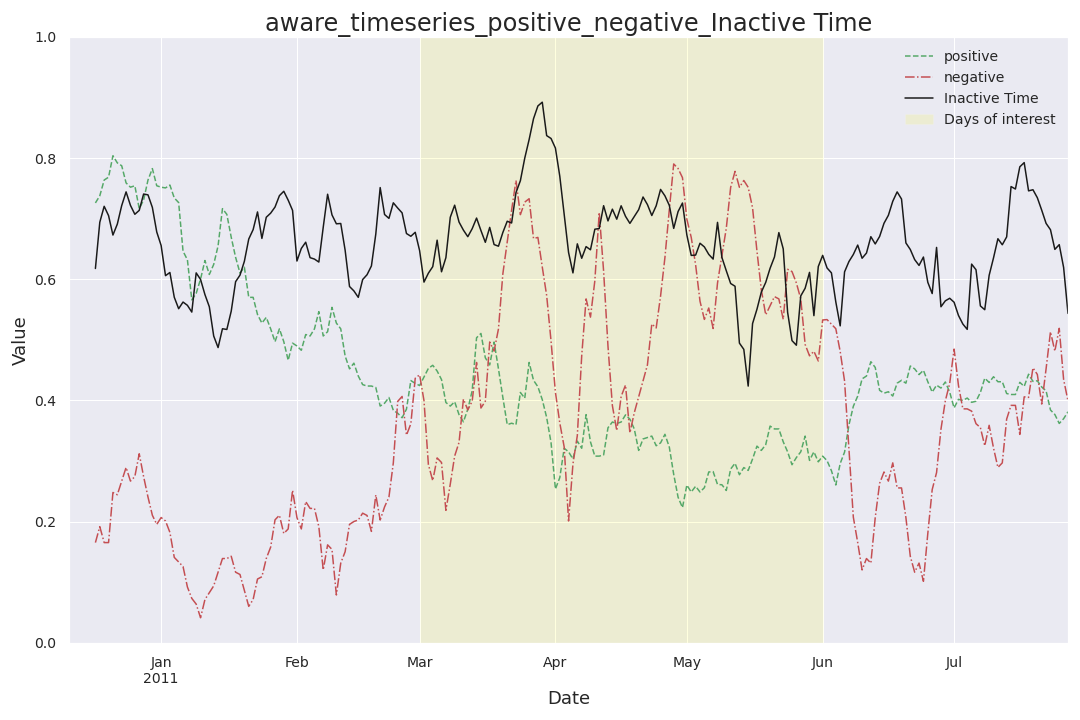 aware_timeseries_positive_negative_Inactive Time
positive
negative
Inactive Time
Days of interest
Value
1.0
0.8
0.6
0.4
0.2
0.0
Jan
2011
Feb
Mar
Apr
May
Jun
Jul
Date